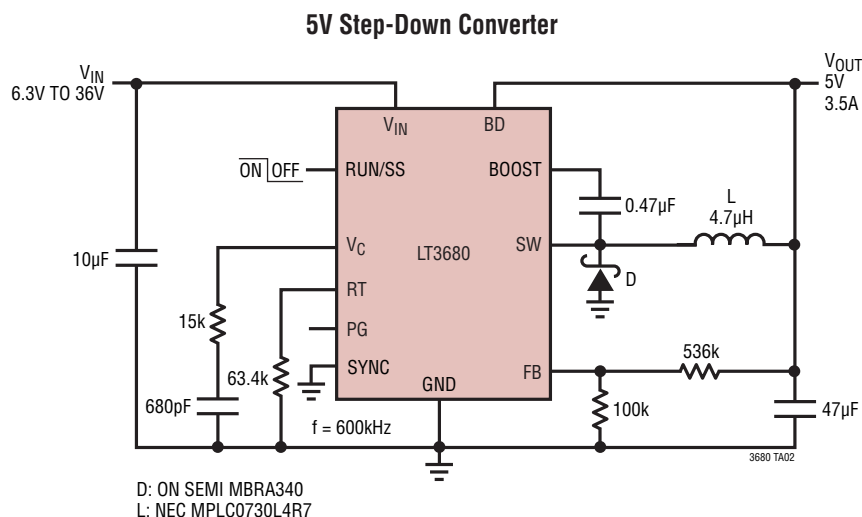 5V Step-Down Converter
VIN
6.3V TO 36V
VOUT
5V
3.5A
VIN
BD
ON OFF
RUN/SS
BOOST
0.47µF
L
4.7µH
VC
LT3680
SW
10µF
D
RT
15k
PG
63.4k
SYNC
GND
FB
536k
680pF
f = 600kHz
100k
47µF
3680 TA02
D: ON SEMI MBRA340
L: NEC MPLC0730L4R7